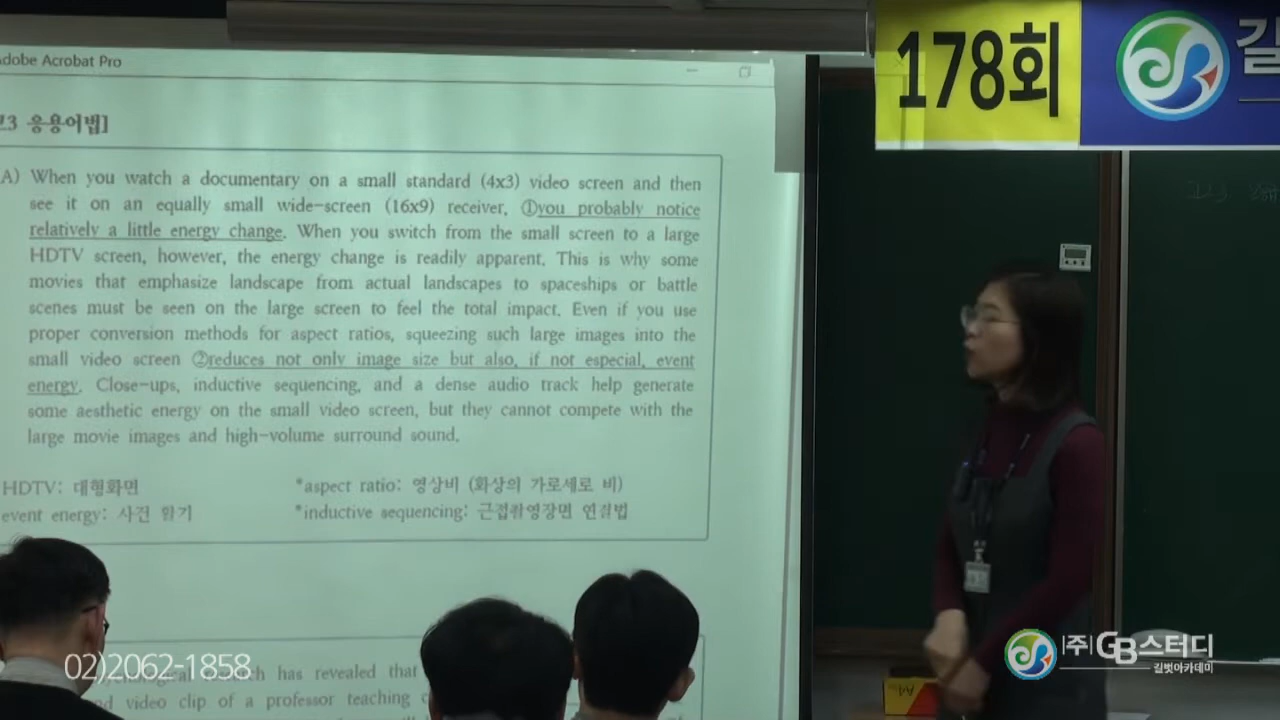 Adobe Acrobat Pro
178회
응용어법]
A) When you watch a documentary on a small standard (4x3) video screen and then
see it on an equally small wide-screen (16x9) receiver, ①you probably notice
relatively a little energy change. When you switch from the small screen to a large
HDTV screen, however, the energy change is readily apparent. This is why some
movies that emphasize landscape from actual landscapes to spaceships or battle
scenes must be seen on the large screen to feel the total impact. Even if you use
proper conversion methods for aspect ratios, squeezing such large images into the
small video screen ②reduces not only image size but also, if not especial, event
energy. Close-ups, inductive sequencing, and a dense audio track help generate
some aesthetic energy on the small video screen, but they cannot compete with the
large movie images and high-volume surround sound.
HDTV: 대형화면 *aspect ratio: 영상비 (화상의 가로세로 비)
event energy: 사건 활기 *inductive sequencing: 근접촬영장면 연결법
has revealed that
video clip of a professor teaching
02)2062-1858
(주)GB스터디
길벗아카데미